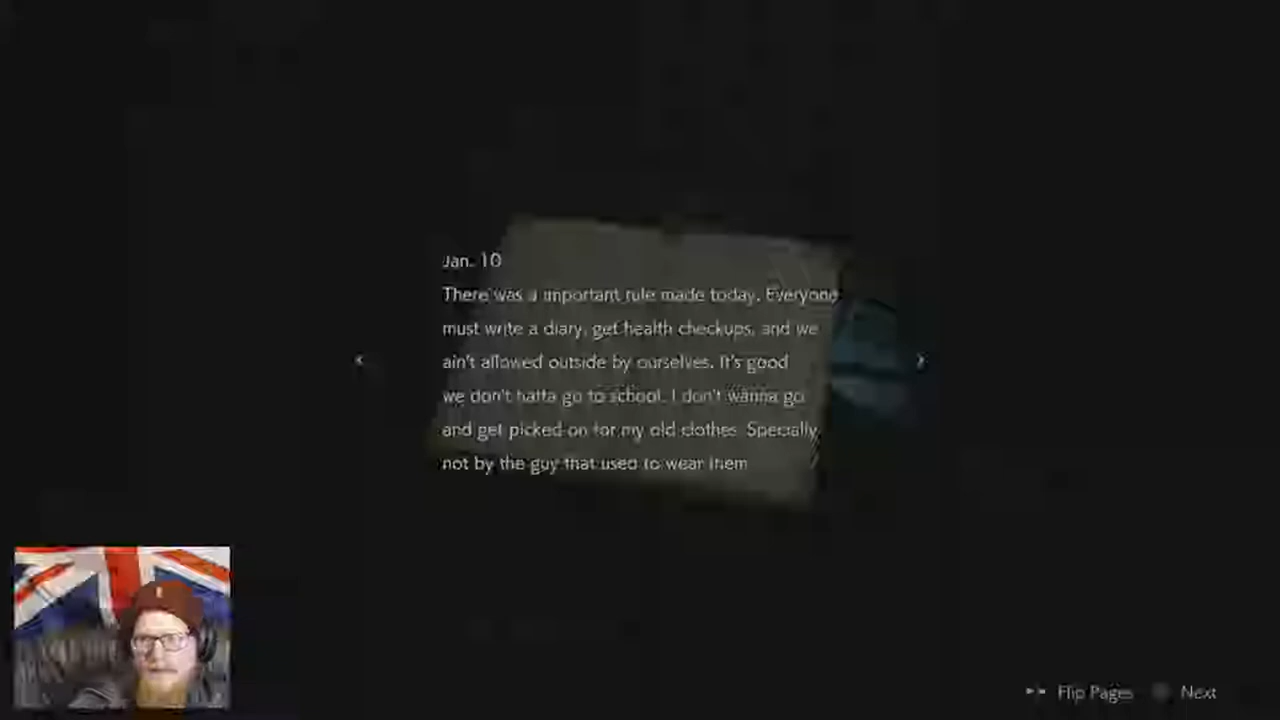 Jan. 10
There was a important rule made today. Everyone
must write a diary, get health checkups, and we
ain't allowed outside by ourselves. It's good
we don't hafta go to school. I don't wanna go
and get picked on for my old clothes. Specially
not by the guy that used to wear them
Flip Pages
Next